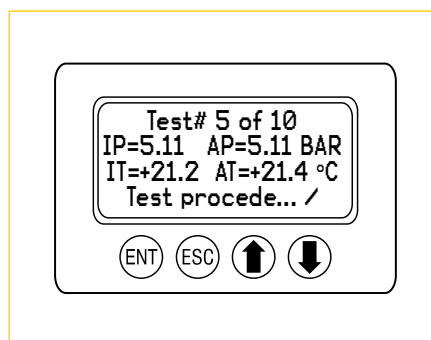 Test# 5 of 10
IP=5.11 AP=5.11 BAR
IT=+21.2 AT=+21.4 °C
Test procede... /
ENT ESC